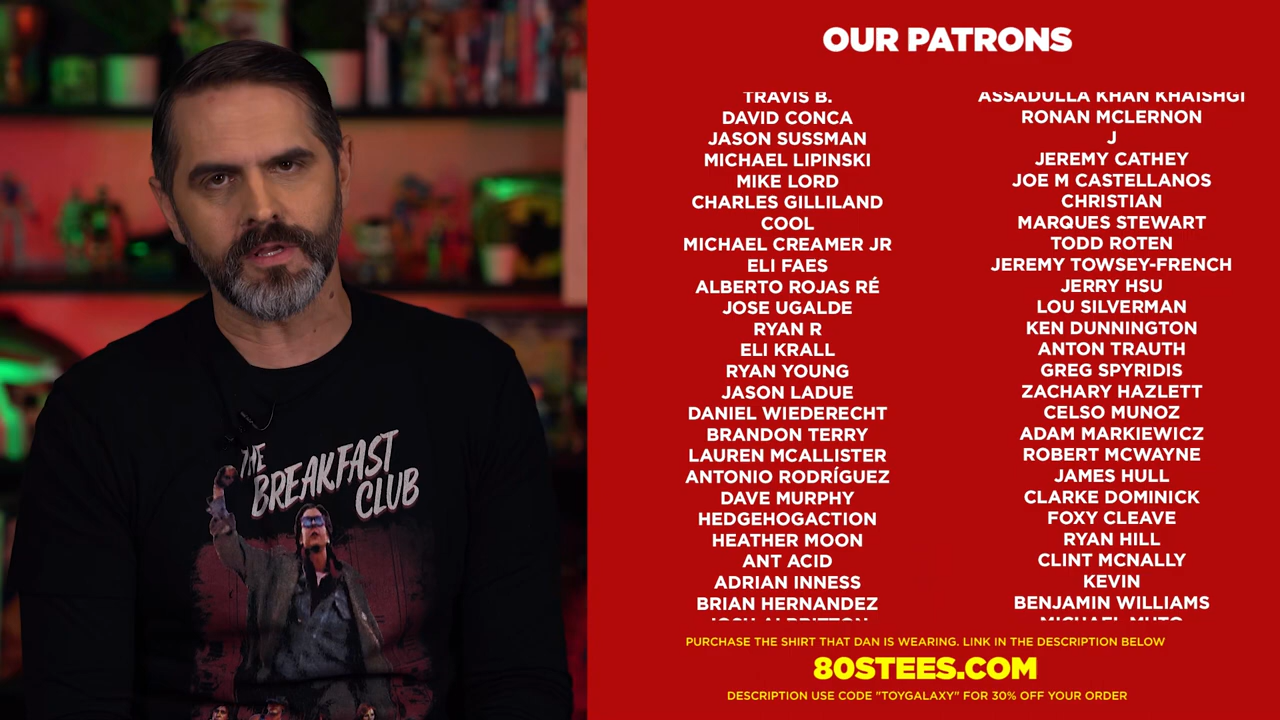 THE
BREAKFAST
CLUB
OUR PATRONS
TRAVIS B.
DAVID CONCA
JASON SUSSMAN
MICHAEL LIPINSKI
MIKE LORD
CHARLES GILLILAND
COOL
MICHAEL CREAMER JR
ELI FAES
ALBERTO ROJAS RÉ
JOSE UGALDE
RYAN R
ELI KRALL
RYAN YOUNG
JASON LADUE
DANIEL WIEDERECHT
BRANDON TERRY
LAUREN MCALLISTER
ANTONIO RODRÍGUEZ
DAVE MURPHY
HEDGEHOGACTION
HEATHER MOON
ANT ACID
ADRIAN INNESS
BRIAN HERNANDEZ
ASSADULLA KHAN KHAISHGI
RONAN MCLERNON
J
JEREMY CATHEY
JOE M CASTELLANOS
CHRISTIAN
MARQUES STEWART
TODD ROTEN
JEREMY TOWSEY-FRENCH
JERRY HSU
LOU SILVERMAN
KEN DUNNINGTON
ANTON TRAUTH
GREG SPYRIDIS
ZACHARY HAZLETT
CELSO MUNOZ
ADAM MARKIEWICZ
ROBERT MCWAYNE
JAMES HULL
CLARKE DOMINICK
FOXY CLEAVE
RYAN HILL
CLINT MCNALLY
KEVIN
BENJAMIN WILLIAMS
PURCHASE THE SHIRT THAT DAN IS WEARING. LINK IN THE DESCRIPTION BELOW
80STEES.COM
DESCRIPTION USE CODE "TOYGALAXY" FOR 30% OFF YOUR ORDER